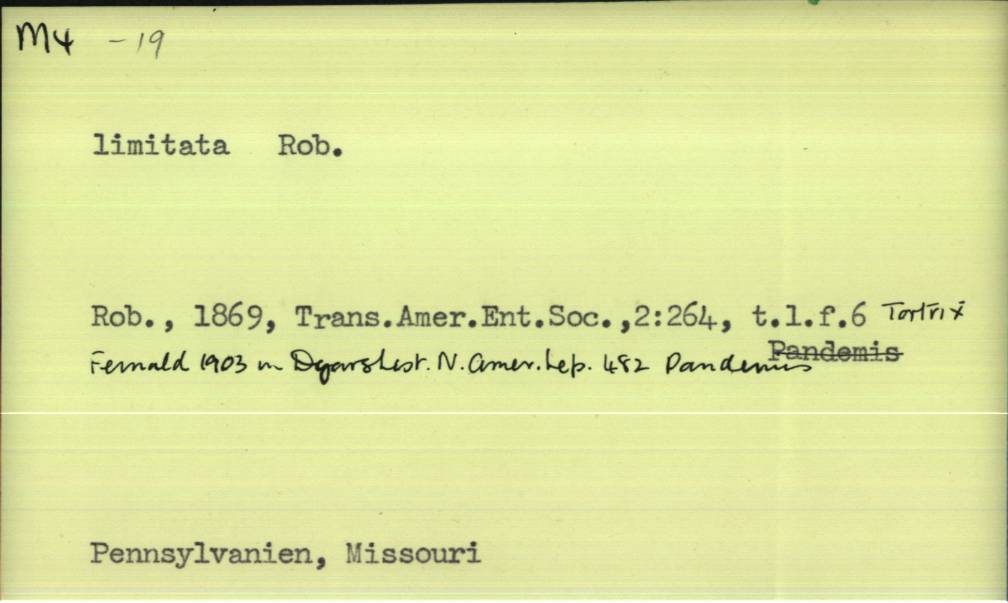 M4 -19
limitata Rob.
Rob., 1869, Trans.Amer.Ent.Soc.,2:264, t.1.f.6 Tortrix
Pandemis
Fernald 1903 in Dyar's List. N. Amer. Lep. 482 Pandemis
Pennsylvanien, Missouri